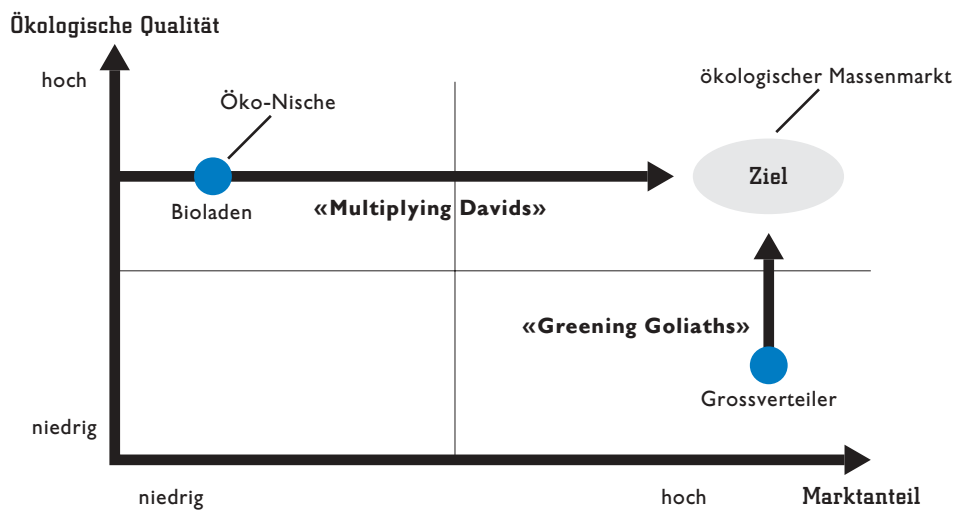 Ökologische Qualität
hoch
ökologischer Massenmarkt
Öko-Nische
Ziel
Bioladen
«Multiplying Davids»
«Greening Goliaths»
Grossverteiler
niedrig
niedrig
hoch
Marktanteil